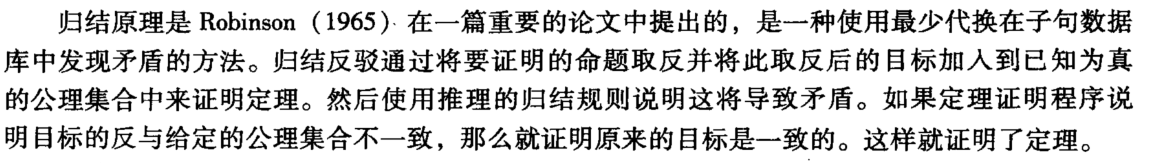 归结原理是 Robinson（1965）在一篇重要的论文中提出的，是一种使用最少代换在子句数据
库中发现矛盾的方法。归结反驳通过将要证明的命题取反并将此取反后的目标加入到已知为真
的公理集合中来证明定理。然后使用推理的归结规则说明这将导致矛盾。如果定理证明程序说
明目标的反与给定的公理集合不一致，那么就证明原来的目标是一致的。这样就证明了定理。